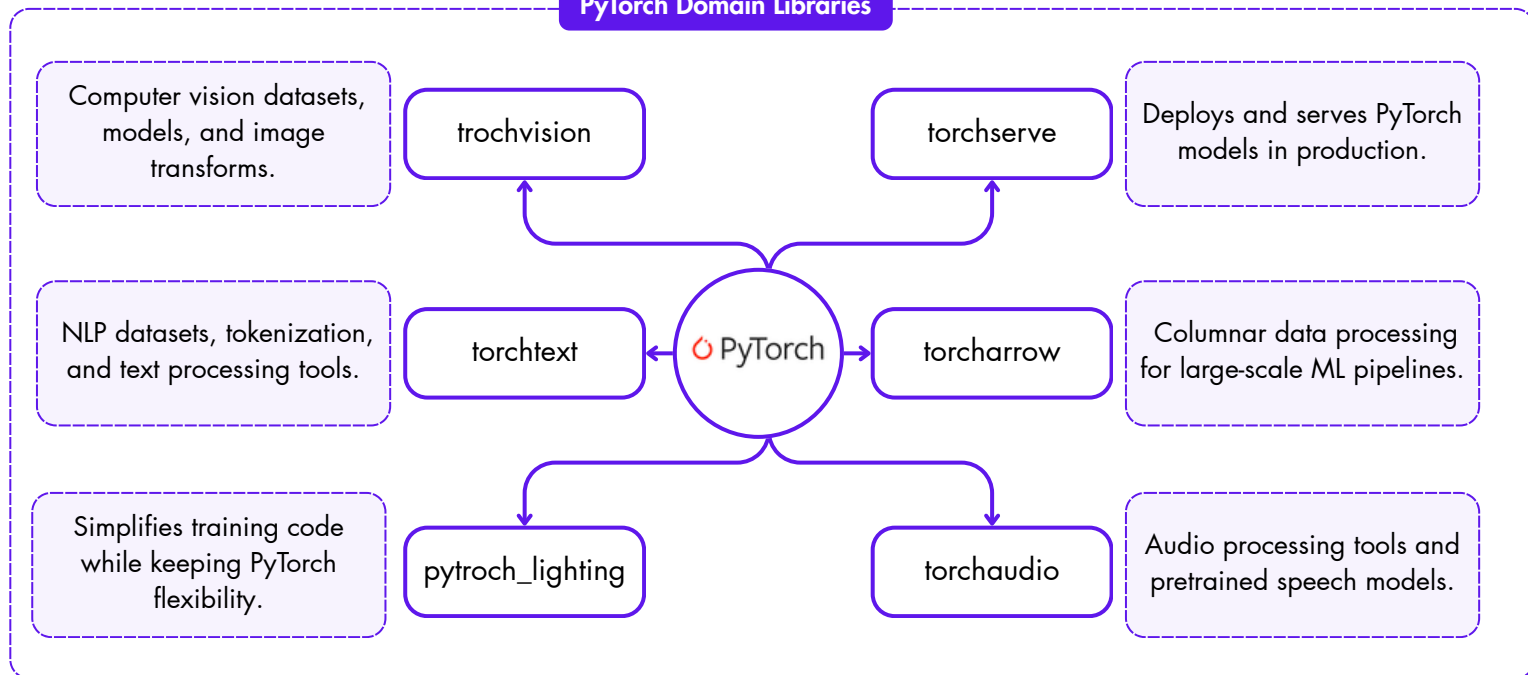 PyTorch Domain Libraries
Computer vision datasets,
models, and image
transforms.
trochvision
torchserve
Deploys and serves PyTorch
models in production.
NLP datasets, tokenization,
and text processing tools.
torchtext
PyTorch
torcharrow
Columnar data processing
for large-scale ML pipelines.
Simplifies training code
while keeping PyTorch
flexibility.
pytroch_lighting
torchaudio
Audio processing tools and
pretrained speech models.